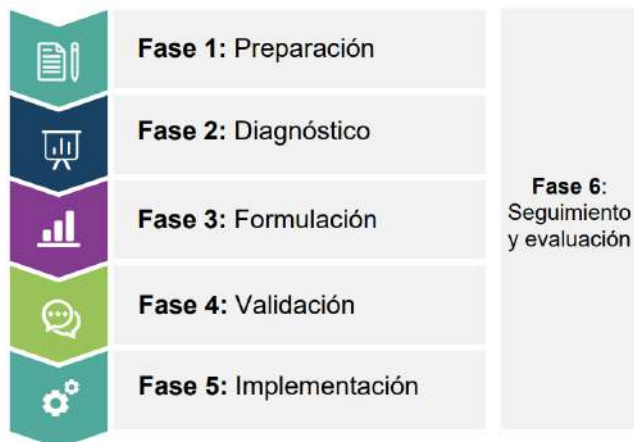 Fase 1: Preparación
Fase 2: Diagnóstico
Fase 3: Formulación
Fase 4: Validación
Fase 5: Implementación
Fase 6:
Seguimiento
y evaluación